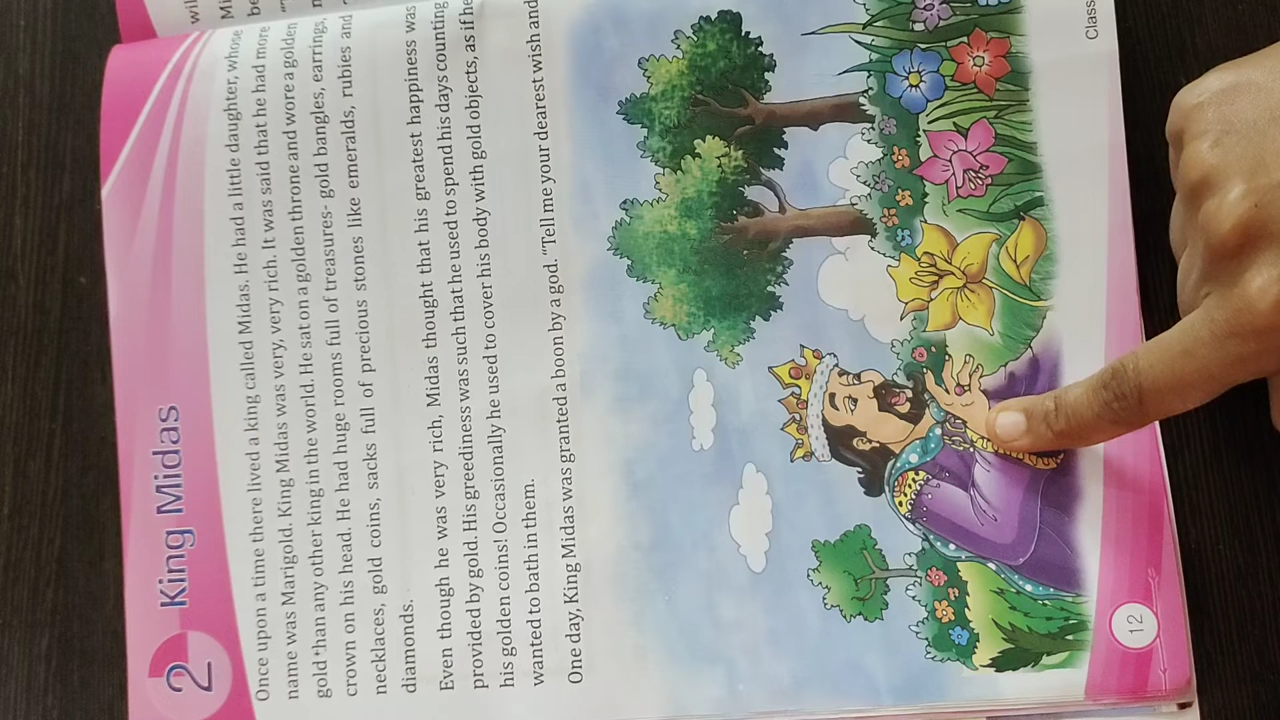 2 King Midas
Once upon a time there lived a king called Midas. He had a little daughter, whose
name was Marigold. King Midas was very, very rich. It was said that he had more
gold than any other king in the world. He sat on a golden throne and wore a golden
crown on his head. He had huge rooms full of treasures- gold bangles, earrings,
necklaces, gold coins, sacks full of precious stones like emeralds, rubies and
diamonds.
Even though he was very rich, Midas thought that his greatest happiness was
provided by gold. His greediness was such that he used to spend his days counting
his golden coins! Occasionally he used to cover his body with gold objects, as if he
wanted to bath in them.
One day, King Midas was granted a boon by a god. "Tell me your dearest wish and
12
Class